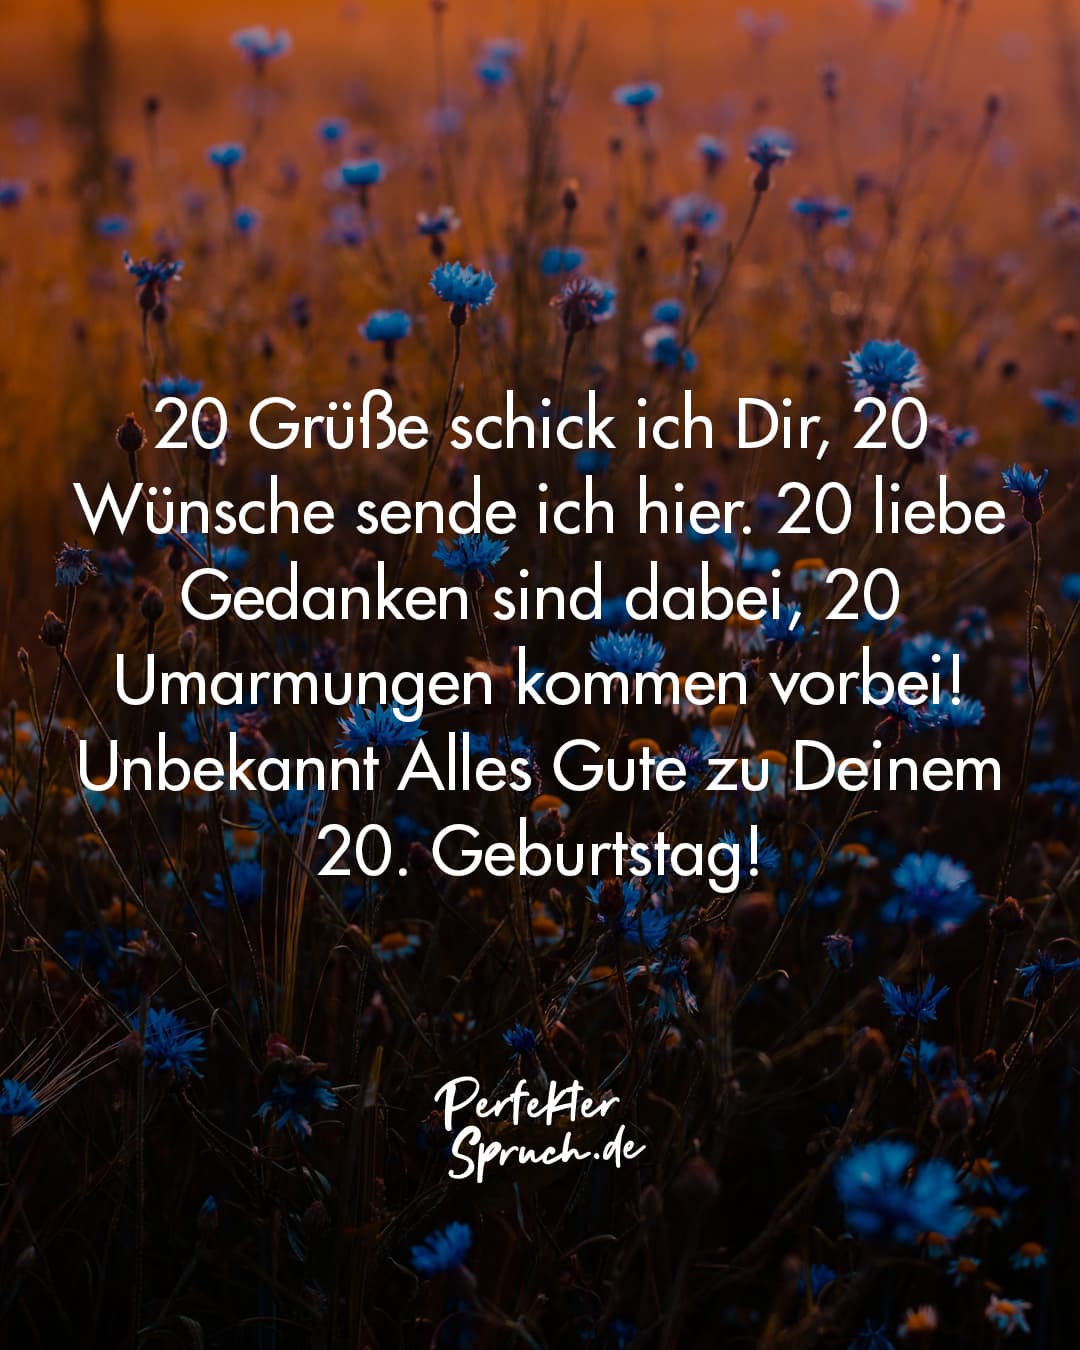 20 Grüße schick ich Dir, 20
Wünsche sende ich hier. 20 liebe
Gedanken sind dabei, 20
Umarmungen kommen vorbei!
Unbekannt Alles Gute zu Deinem
20. Geburtstag!
Perfekter
Spruch.de